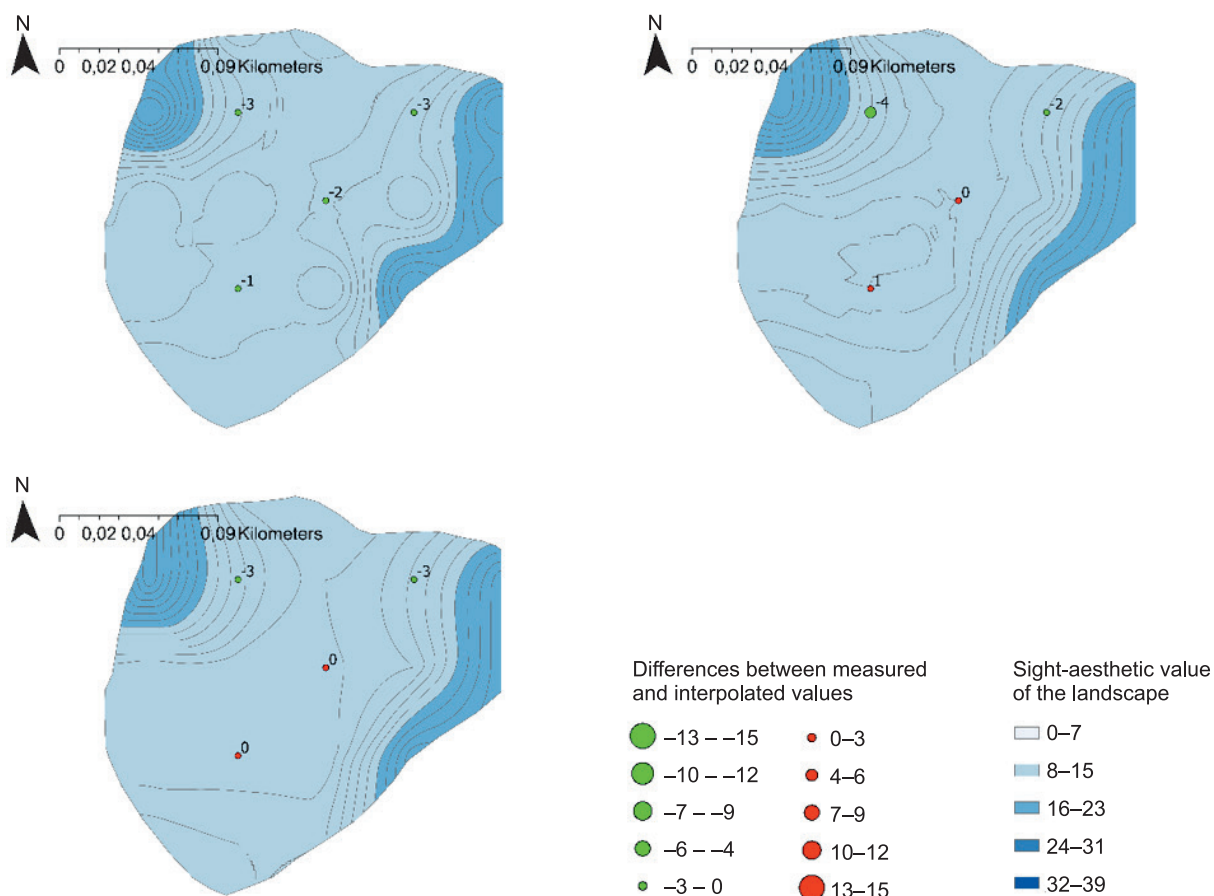 N
0 0,02 0,04 0,09 Kilometers
-3
-3
-2
-1
N
0 0,02 0,04 0,09 Kilometers
-4
-2
0
1
N
0 0,02 0,04 0,09 Kilometers
-3
-3
0
0
Differences between measured
and interpolated values
–13 – –15
–10 – –12
–7 – –9
–6 – –4
–3 – 0
0–3
4–6
7–9
10–12
13–15
Sight-aesthetic value
of the landscape
0–7
8–15
16–23
24–31
32–39